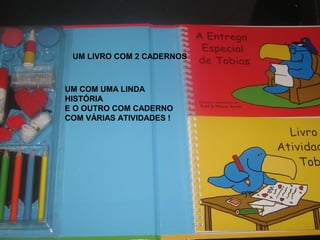 UM LIVRO COM 2 CADERNOS
UM COM UMA LINDA
HISTÓRIA
E O OUTRO COM CADERNO
COM VÁRIAS ATIVIDADES !
A Entrega
Especial
de Tobias
Livro
Atividad
Tob